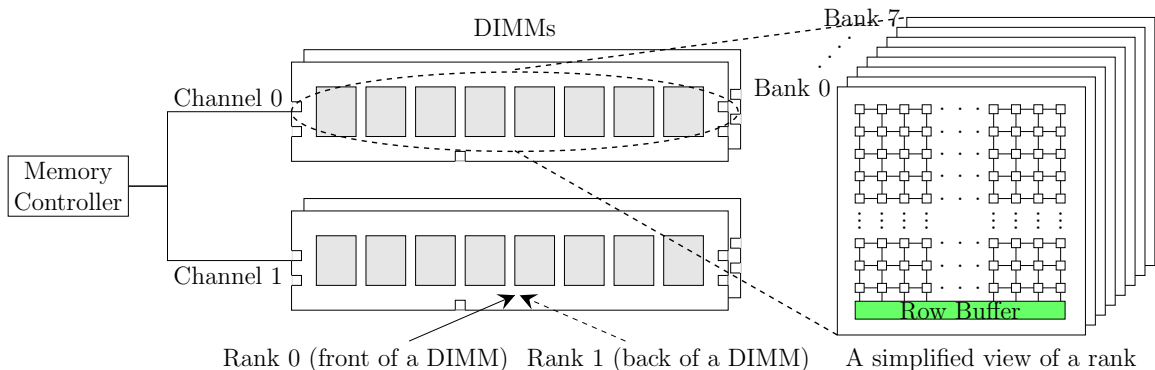 DIMMs
Bank 7
Channel 0
Bank 0
Memory
Controller
Channel 1
Row Buffer
Rank 0 (front of a DIMM)
Rank 1 (back of a DIMM)
A simplified view of a rank